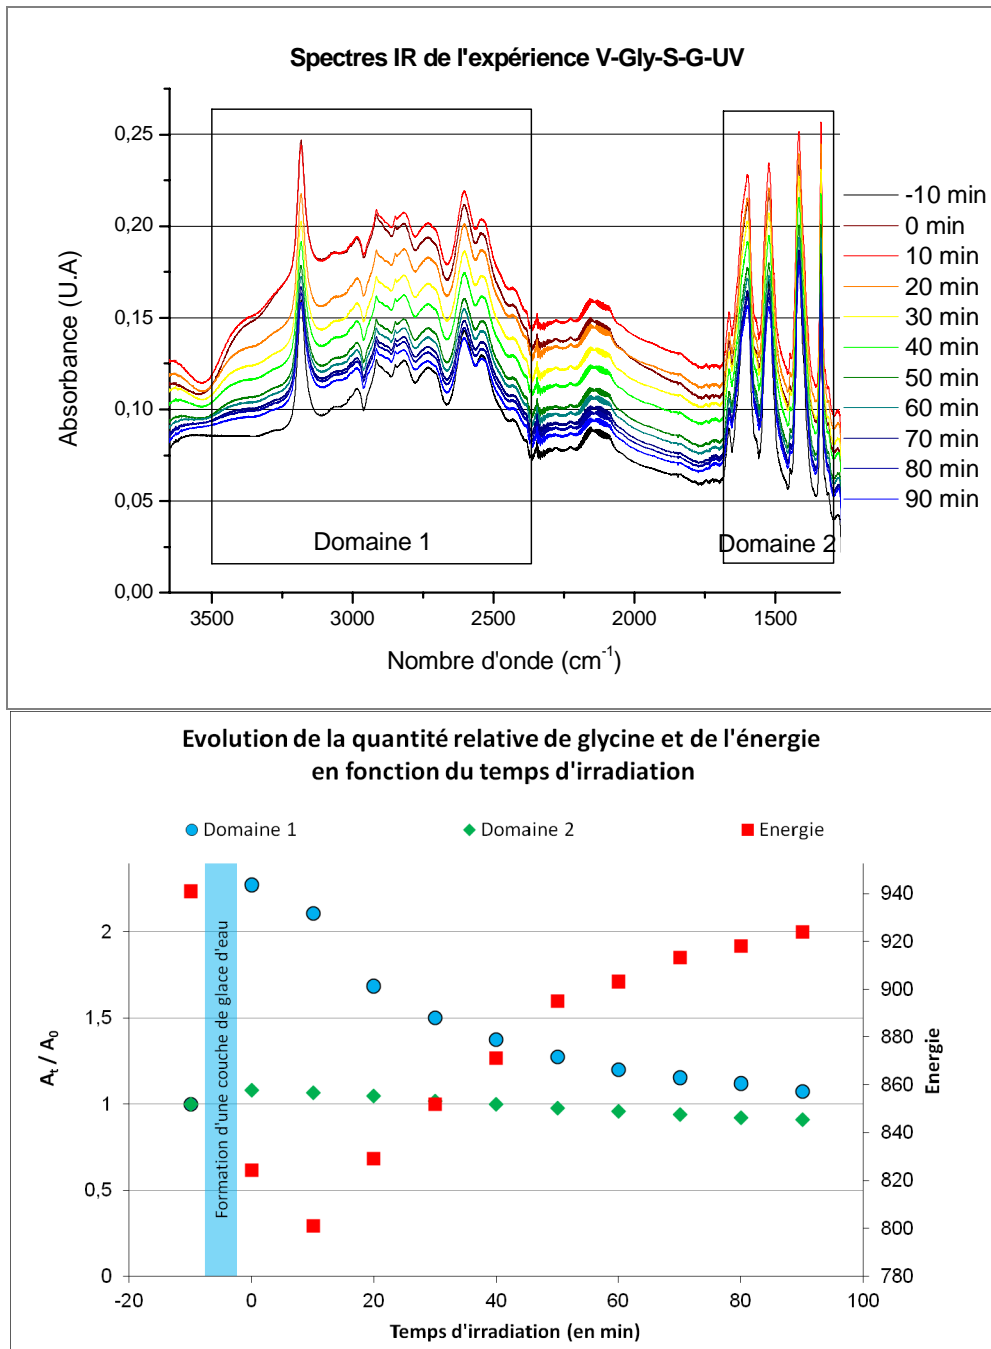 Spectres IR de l'expérience V-Gly-S-G-UV
0,25
0,20
0,15
0,10
0,05
0,00
Absorbance (U.A)
Domaine 1
Domaine 2
3500
3000
2500
2000
1500
Nombre d'onde (cm-1)
-10 min
0 min
10 min
20 min
30 min
40 min
50 min
60 min
70 min
80 min
90 min
Evolution de la quantité relative de glycine et de l'énergie
en fonction du temps d'irradiation
Domaine 1
Domaine 2
Energie
2
1,5
1
0,5
0
At / A0
Formation d'une couche de glace d'eau
940
920
900
880
860
840
820
800
780
Energie
-20
0
20
40
60
80
100
Temps d'irradiation (en min)